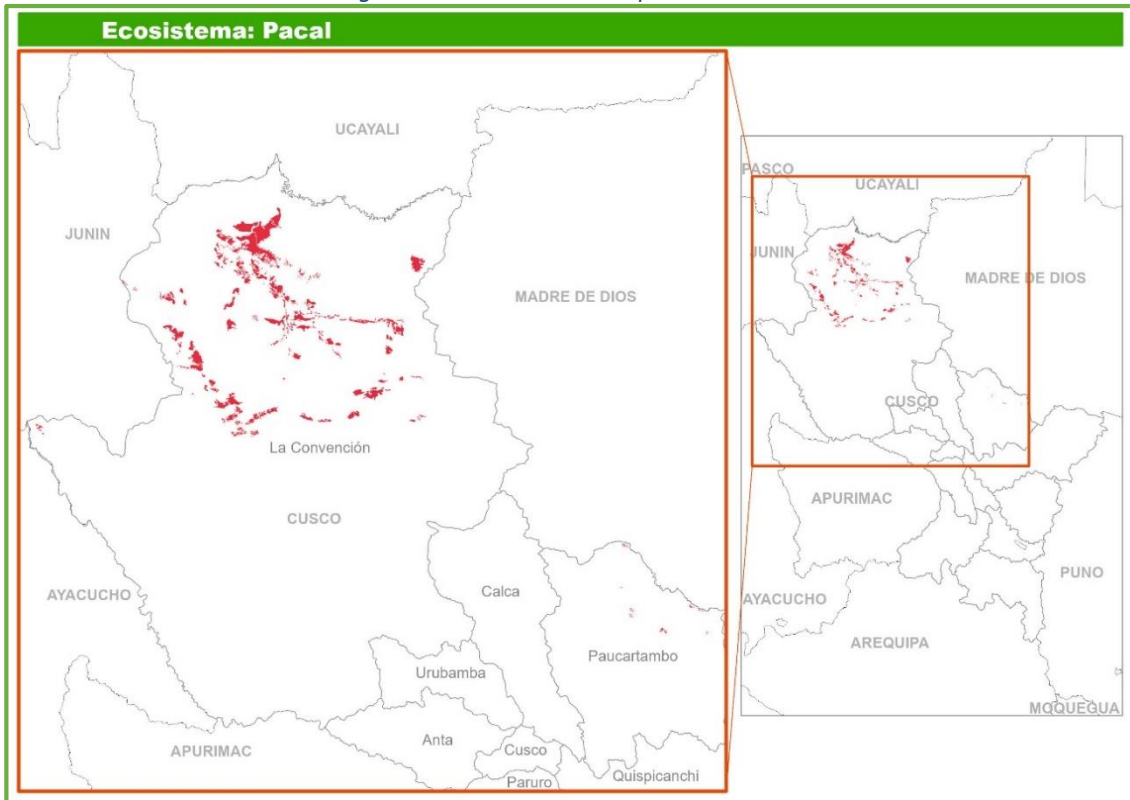 Ecosistema: Pacal
UCAYALI
JUNIN
MADRE DE DIOS
La Convención
CUSCO
AYACUCHO
Calca
Paucartambo
Urubamba
Anta
Cusco
APURIMAC
Paruro
Quispicanchi
PASCO
UCAYALI
JUNIN
MADRE DE DIOS
CUSCO
APURIMAC
PUNO
AYACUCHO
AREQUIPA
MOQUEGUA